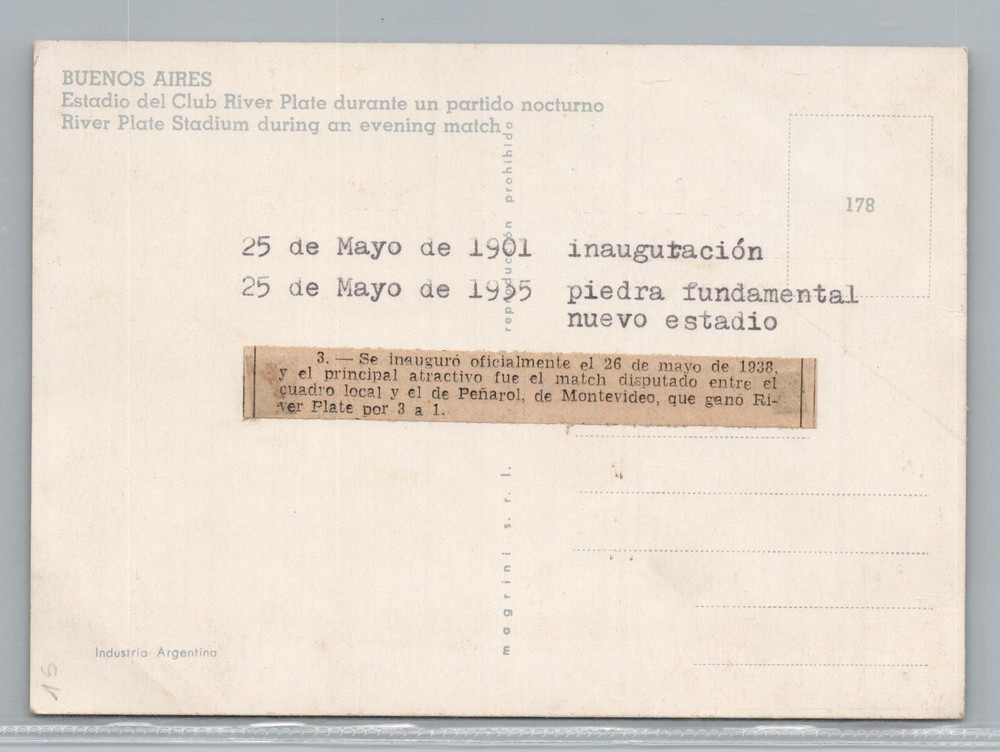 BUENOS AIRES
Estadio del Club River Plate durante un partido nocturno
River Plate Stadium during an evening match
178
25 de Mayo de 1901 inauguración
25 de Mayo de 1935 piedra fundamental
nuevo estadio
3. — Se inauguró oficialmente el 26 de mayo de 1938,
y el principal atractivo fue el match disputado entre el
cuadro local y el de Peñarol, de Montevideo, que ganó Ri-
ver Plate por 3 a 1.
magrini s. r. l. reproducción prohibida
Industria Argentina
15